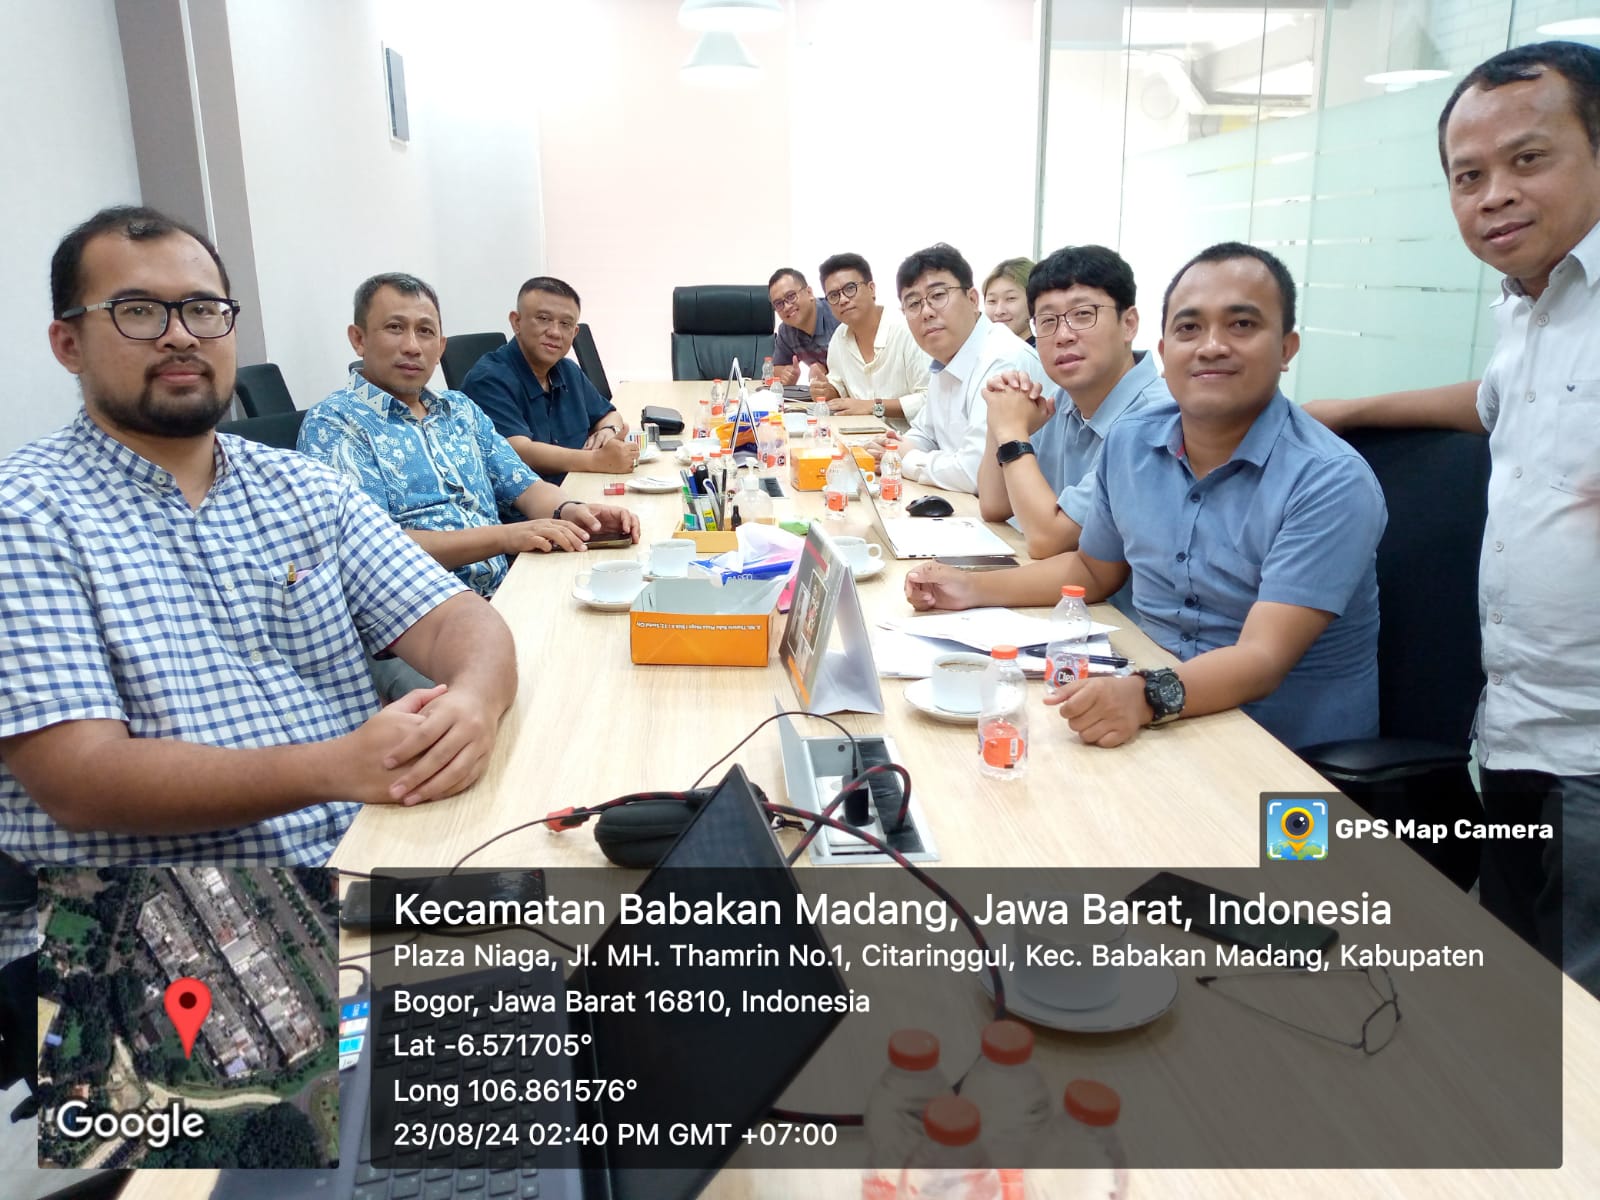 Cleo
GPS Map Camera
Kecamatan Babakan Madang, Jawa Barat, Indonesia
Plaza Niaga, Jl. MH. Thamrin No.1, Citaringgul, Kec. Babakan Madang, Kabupaten
Bogor, Jawa Barat 16810, Indonesia
Lat -6.571705°
Long 106.861576°
23/08/24 02:40 PM GMT +07:00
Google